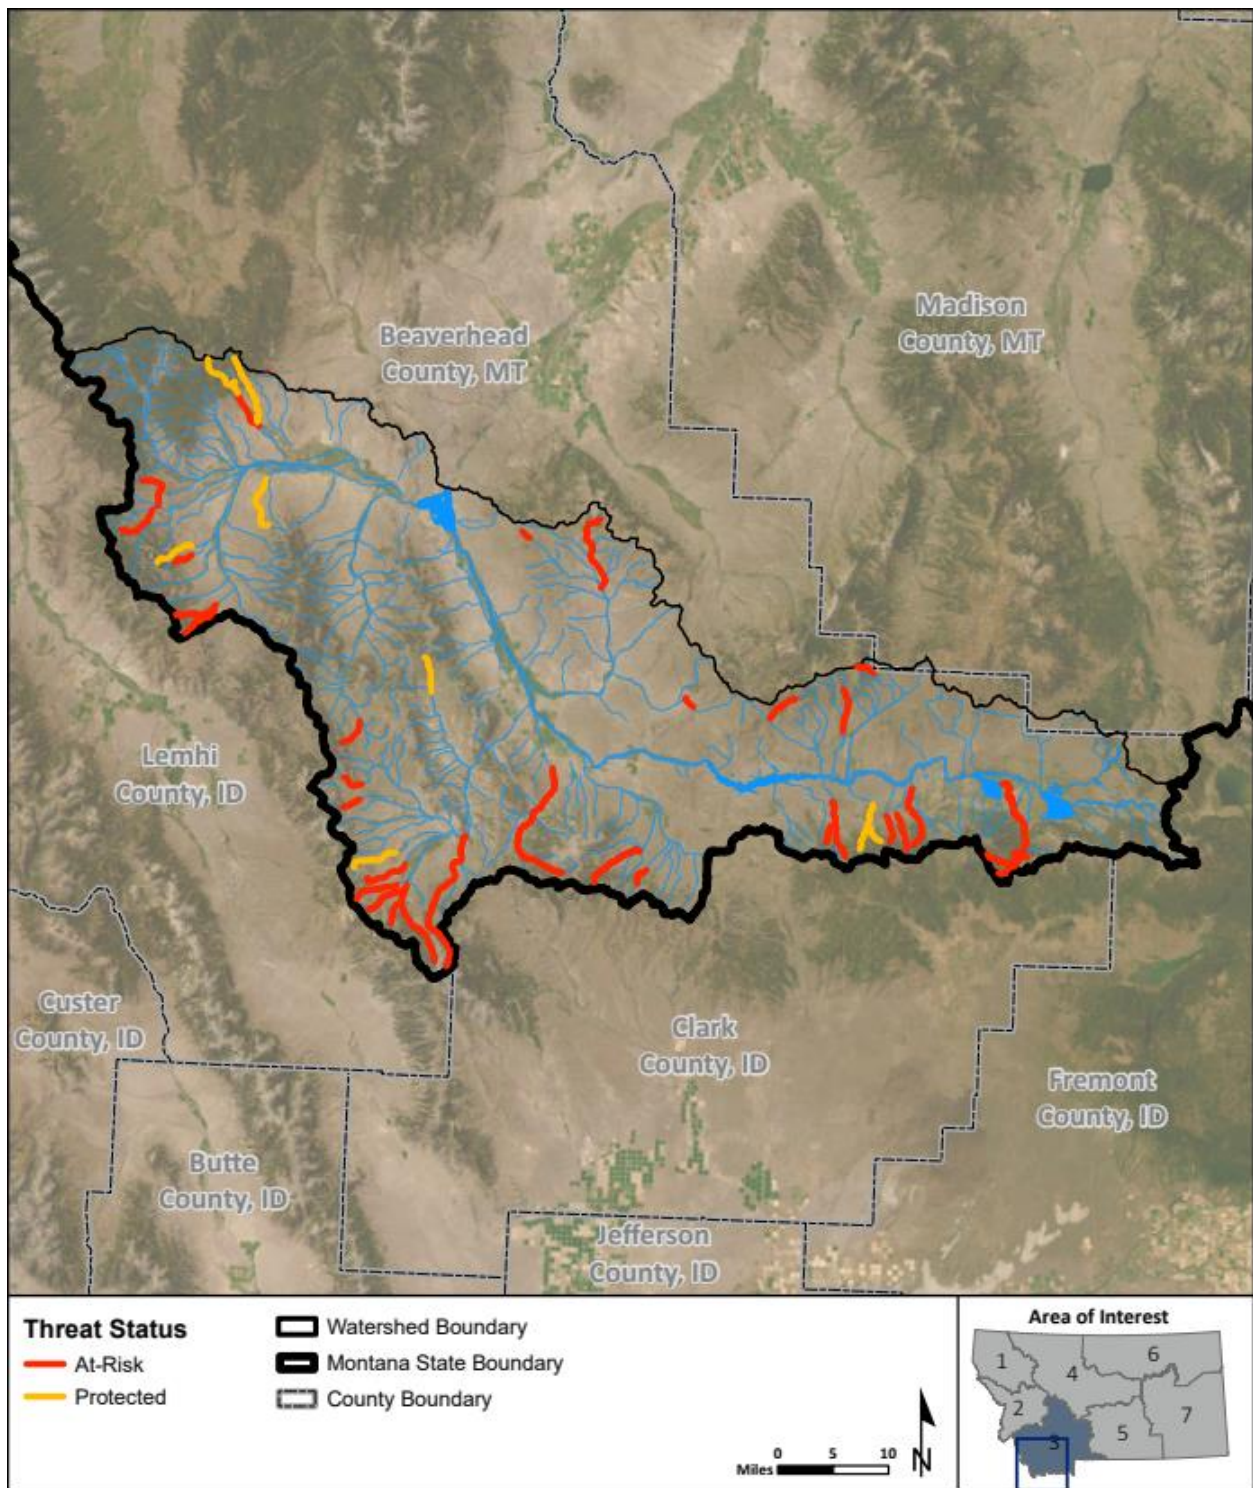 Beaverhead
County, MT
Madison
County, MT
Lemhi
County, ID
Custer
County, ID
Clark
County, ID
Fremont
County, ID
Butte
County, ID
Jefferson
County, ID
Threat Status
At-Risk
Protected
Watershed Boundary
Montana State Boundary
County Boundary
0 5 10
Miles
N
Area of Interest
1
2
3
4
5
6
7